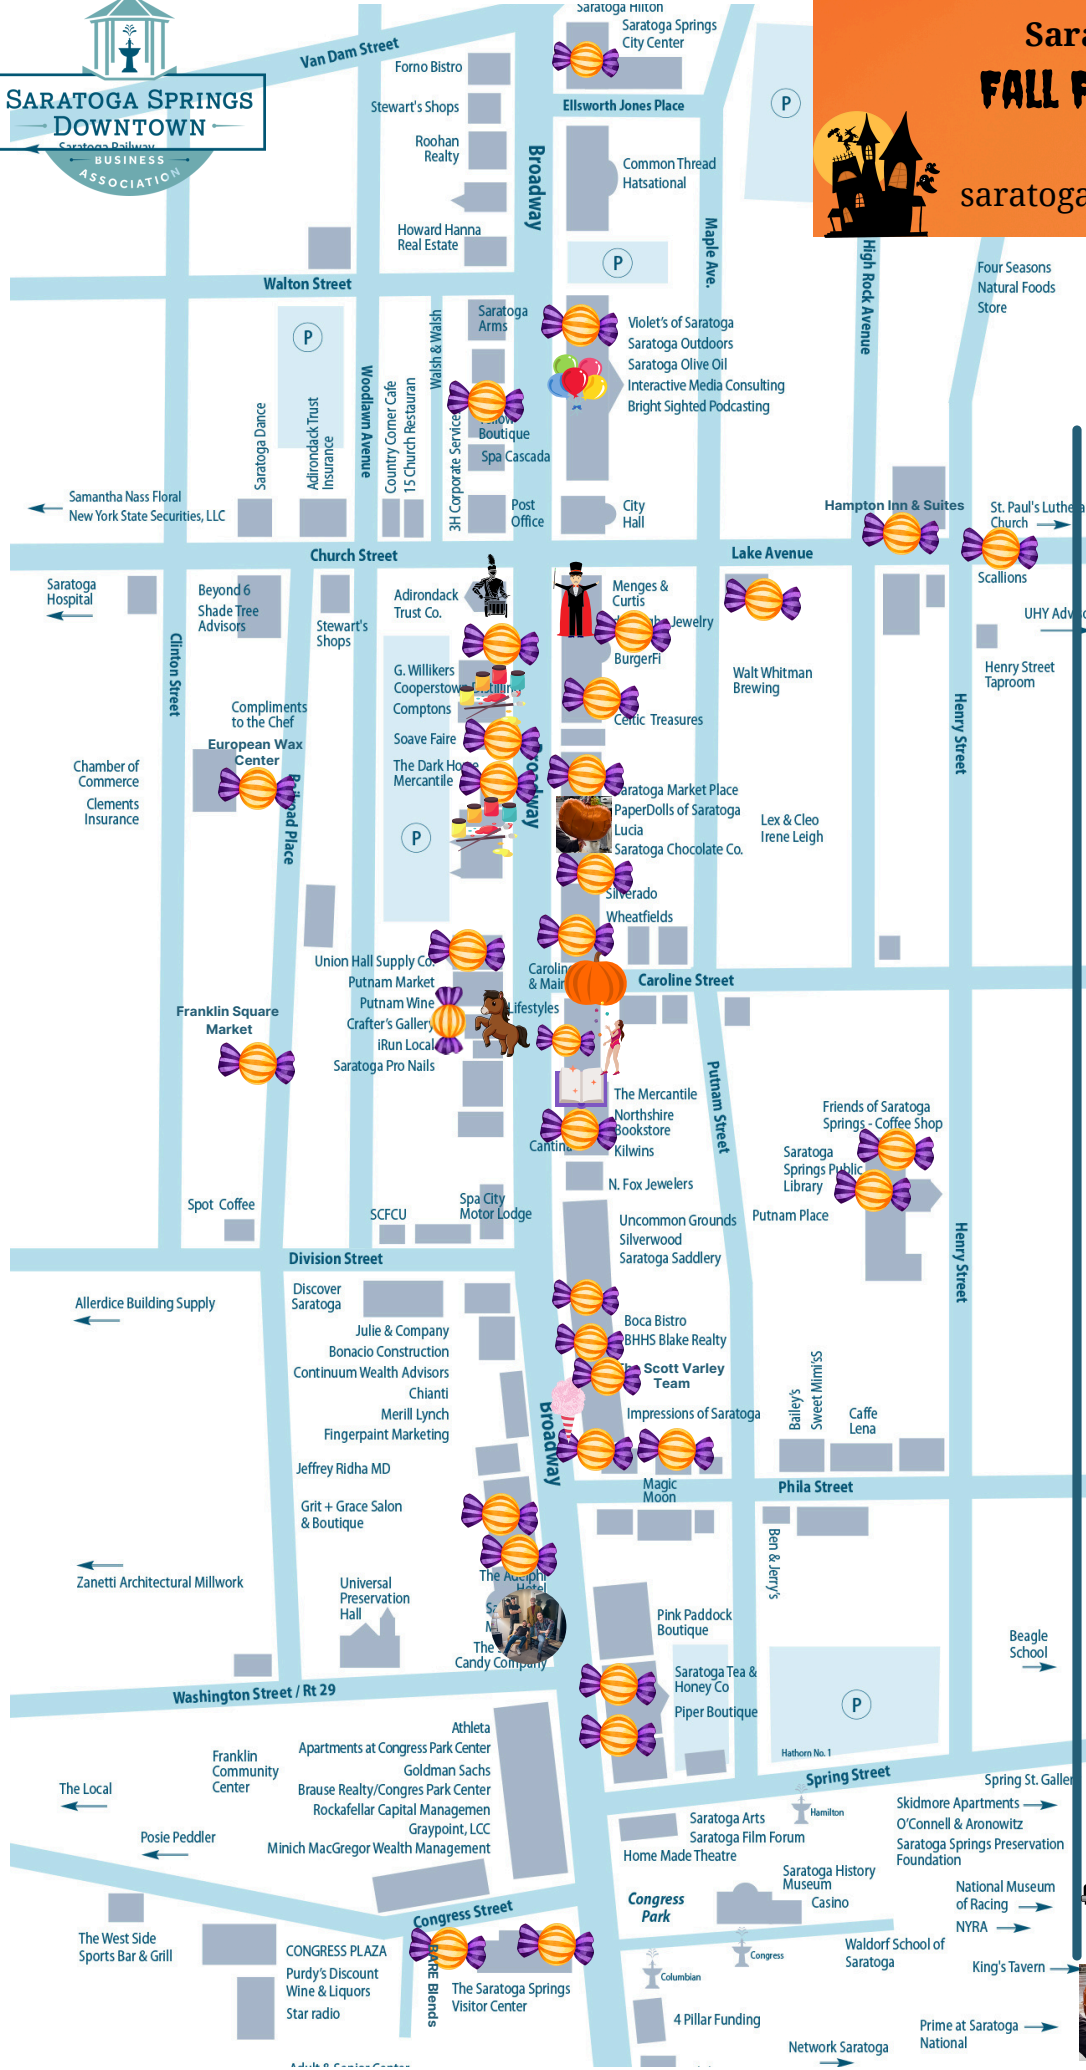 Saratoga Hilton
Saratoga Springs
City Center
Van Dam Street
Forno Bistro
SARATOGA SPRINGS
DOWNTOWN
Saratoga Railway
BUSINESS
ASSOCIATION
Stewart's Shops
Ellsworth Jones Place
P
FALL
saratoga
Roohan
Realty
Broadway
Common Thread
Hatsational
Howard Hanna
Real Estate
P
Maple Ave.
High Rock Avenue
Four Seasons
Natural Foods
Store
Walton Street
P
Woodlawn Avenue
Walsh & Walsh
Saratoga
Arms
Violet's of Saratoga
Saratoga Outdoors
Saratoga Olive Oil
Interactive Media Consulting
Bright Sighted Podcasting
Saratoga Dance
Adirondack Trust
Insurance
Country Corner Cafe
15 Church Restauran
3H Corporate Service
Boutique
Spa Cascada
Samantha Nass Floral
New York State Securities, LLC
Post
Office
City
Hall
Hampton Inn & Suites
St. Paul's Luthera
Church
Church Street
Lake Avenue
Scallions
Saratoga
Hospital
Beyond 6
Shade Tree
Advisors
Stewart's
Shops
Adirondack
Trust Co.
Menges &
Curtis
Jewelry
BurgerFi
UHY
Henry Street
Taproom
Clinton Street
G. Willikers
Cooperstown Distilling
Comptons
Walt Whitman
Brewing
Celtic Treasures
Henry Street
Compliments
to the Chef
European Wax
Center
Soave Faire
The Dark Ho
Mercantile
Broadway
Chamber of
Commerce
Clements
Insurance
Railroad Place
P
Saratoga Market Place
PaperDolls of Saratoga
Lucia
Saratoga Chocolate Co.
Lex & Cleo
Irene Leigh
Silverado
Wheatfields
Union Hall Supply Co.
Putnam Market
Putnam Wine
Crafter's Gallery
iRun Local
Saratoga Pro Nails
Caroline
& Main
Lifestyles
Caroline Street
Franklin Square
Market
Putnam Street
The Mercantile
Northshire
Bookstore
Cantina
Kilwins
N. Fox Jewelers
Friends of Saratoga
Springs - Coffee Shop
Saratoga
Springs Public
Library
Putnam Place
Spot Coffee
SCFCU
Spa City
Motor Lodge
Uncommon Grounds
Silverwood
Saratoga Saddlery
Henry Street
Division Street
Discover
Saratoga
Allerdice Building Supply
Julie & Company
Bonacio Construction
Continuum Wealth Advisors
Chianti
Merill Lynch
Fingerpaint Marketing
Boca Bistro
BHHS Blake Realty
Scott Varley
Team
Broadway
Impressions of Saratoga
Bailey's
Sweet Mimi'sS
Caffe
Lena
Jeffrey Ridha MD
Magic
Moon
Phila Street
Grit + Grace Salon
& Boutique
Ben & Jerry's
Zanetti Architectural Millwork
Universal
Preservation
Hall
The Adelphi
Hotel
The
Candy Company
Pink Paddock
Boutique
Beagle
School
Saratoga Tea &
Honey Co
Piper Boutique
P
Washington Street / Rt 29
Hathorn No. 1
Spring Street
Athleta
Apartments at Congress Park Center
Goldman Sachs
Brause Realty/Congres Park Center
Rockafellar Capital Managemen
Graypoint, LCC
Minich MacGregor Wealth Management
Franklin
Community
Center
The Local
Posie Peddler
Spring St. Galler
Skidmore Apartments
O'Connell & Aronowitz
Saratoga Springs Preservation
Foundation
Hamilton
Saratoga Arts
Saratoga Film Forum
Home Made Theatre
Saratoga History
Museum
Casino
Congress
Park
National Museum
of Racing
NYRA
Congress Street
The West Side
Sports Bar & Grill
CONGRESS PLAZA
Purdy's Discount
Wine & Liquors
Star radio
BARE Blends
The Saratoga Springs
Visitor Center
Columbian
Congress
Waldorf School of
Saratoga
King's Tavern
4 Pillar Funding
Prime at Saratoga
National
Network Saratoga